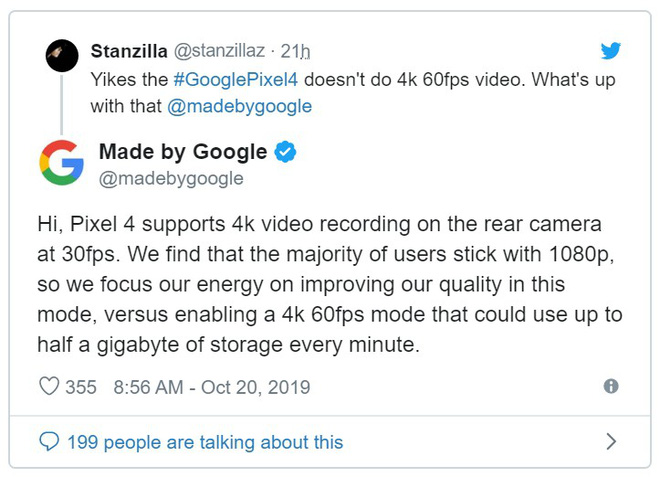 Stanzilla @stanzillaz · 21h
Yikes the #GooglePixel4 doesn't do 4k 60fps video. What's up
with that @madebygoogle
Made by Google
@madebygoogle
Hi, Pixel 4 supports 4k video recording on the rear camera
at 30fps. We find that the majority of users stick with 1080p,
so we focus our energy on improving our quality in this
mode, versus enabling a 4k 60fps mode that could use up to
half a gigabyte of storage every minute.
355 8:56 AM - Oct 20, 2019
199 people are talking about this